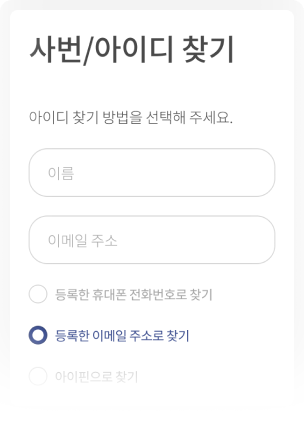 사번/아이디 찾기
아이디 찾기 방법을 선택해 주세요.
이름
이메일 주소
등록한 휴대폰 전화번호로 찾기
등록한 이메일 주소로 찾기
아이핀으로 찾기